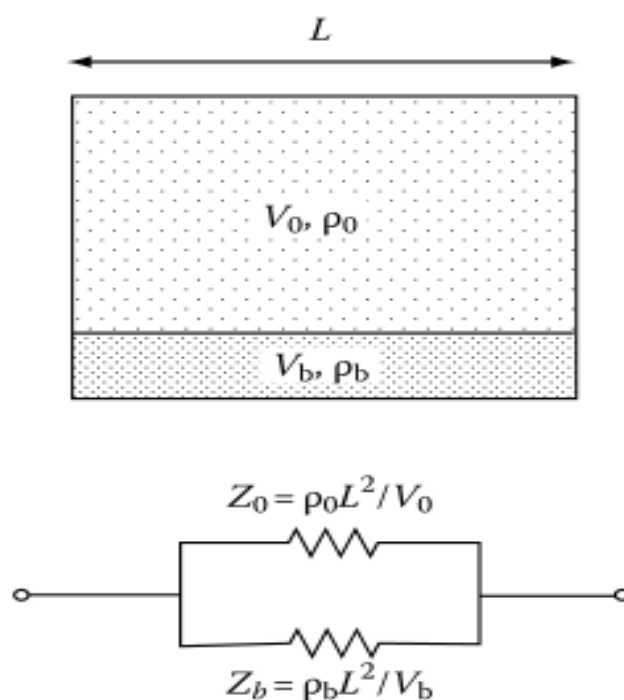 L
V₀, ρ₀
V_b, ρ_b
Z₀ = ρ₀L²/V₀
Z_b = ρ_bL²/V_b